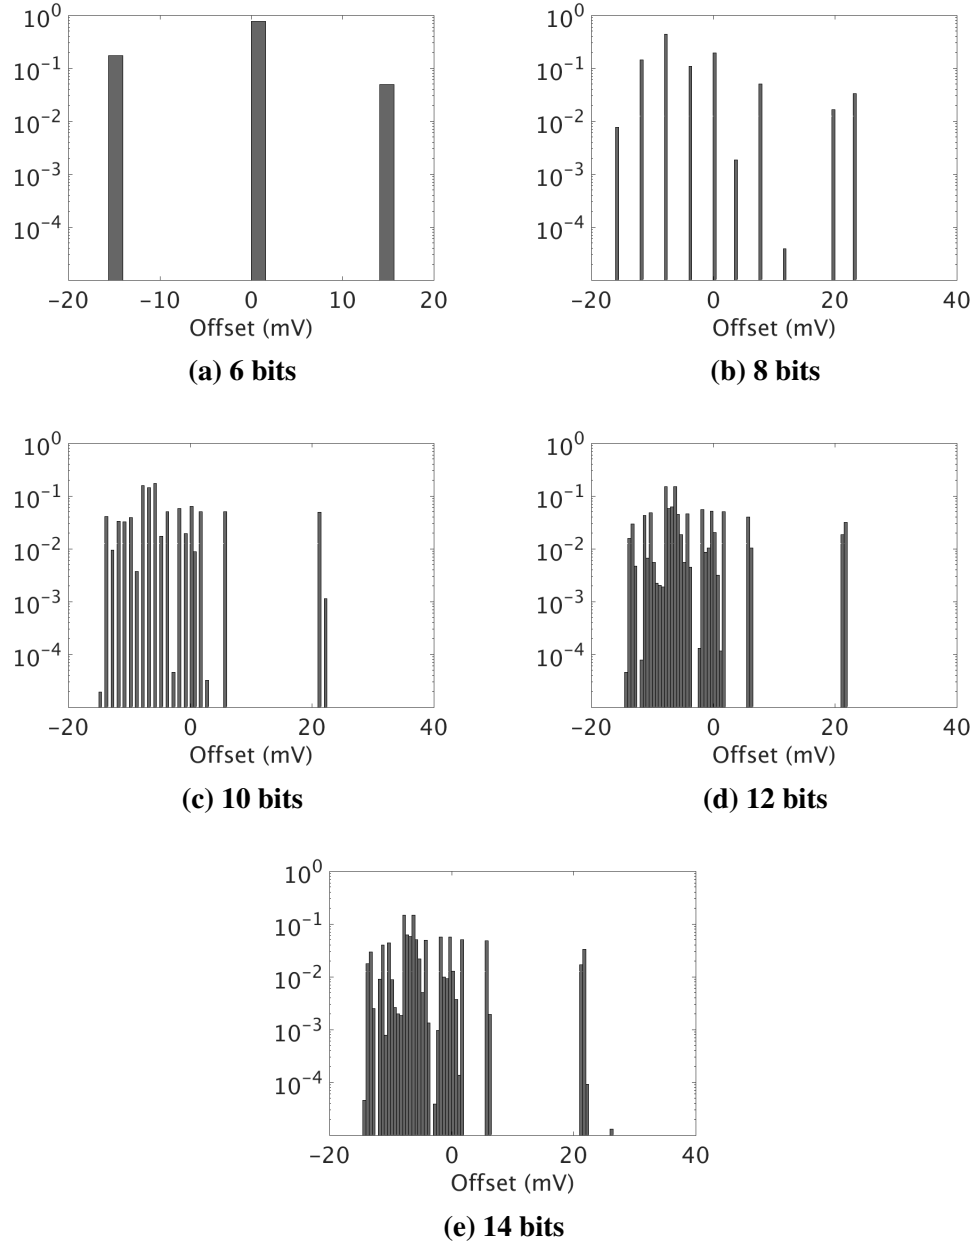 10^0 10^0
10^−1 10^−1
10^−2 10^−2
10^−3 10^−3
10^−4 10^−4
−20 −10 0 10 20 −20 0 20 40
Offset (mV) Offset (mV)
(a) 6 bits (b) 8 bits
10^0 10^0
10^−1 10^−1
10^−2 10^−2
10^−3 10^−3
10^−4 10^−4
−20 0 20 40 −20 0 20 40
Offset (mV) Offset (mV)
(c) 10 bits (d) 12 bits
10^0
10^−1
10^−2
10^−3
10^−4
−20 0 20 40
Offset (mV)
(e) 14 bits